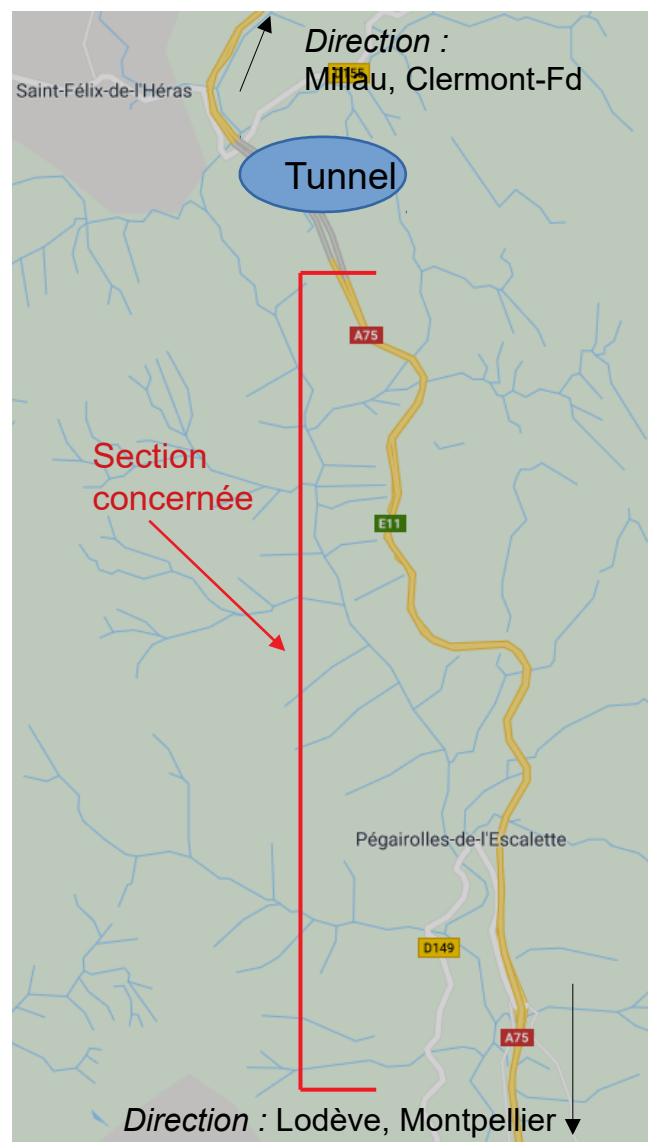 Direction :
D155
Millau, Clermont-Fd
Saint-Félix-de-l'Héras
Tunnel
A75
Section
concernée
E11
Pégairolles-de-l'Escalette
D149
A75
Direction : Lodève, Montpellier